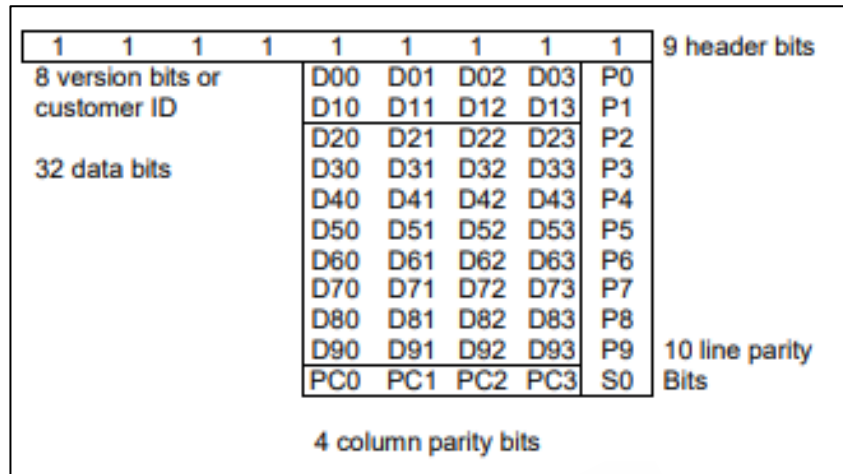 1 1 1 1 1 1 1 1 1 9 header bits
8 version bits or D00 D01 D02 D03 P0
customer ID D10 D11 D12 D13 P1
D20 D21 D22 D23 P2
32 data bits D30 D31 D32 D33 P3
D40 D41 D42 D43 P4
D50 D51 D52 D53 P5
D60 D61 D62 D63 P6
D70 D71 D72 D73 P7
D80 D81 D82 D83 P8
D90 D91 D92 D93 P9 10 line parity
PC0 PC1 PC2 PC3 S0 Bits
4 column parity bits